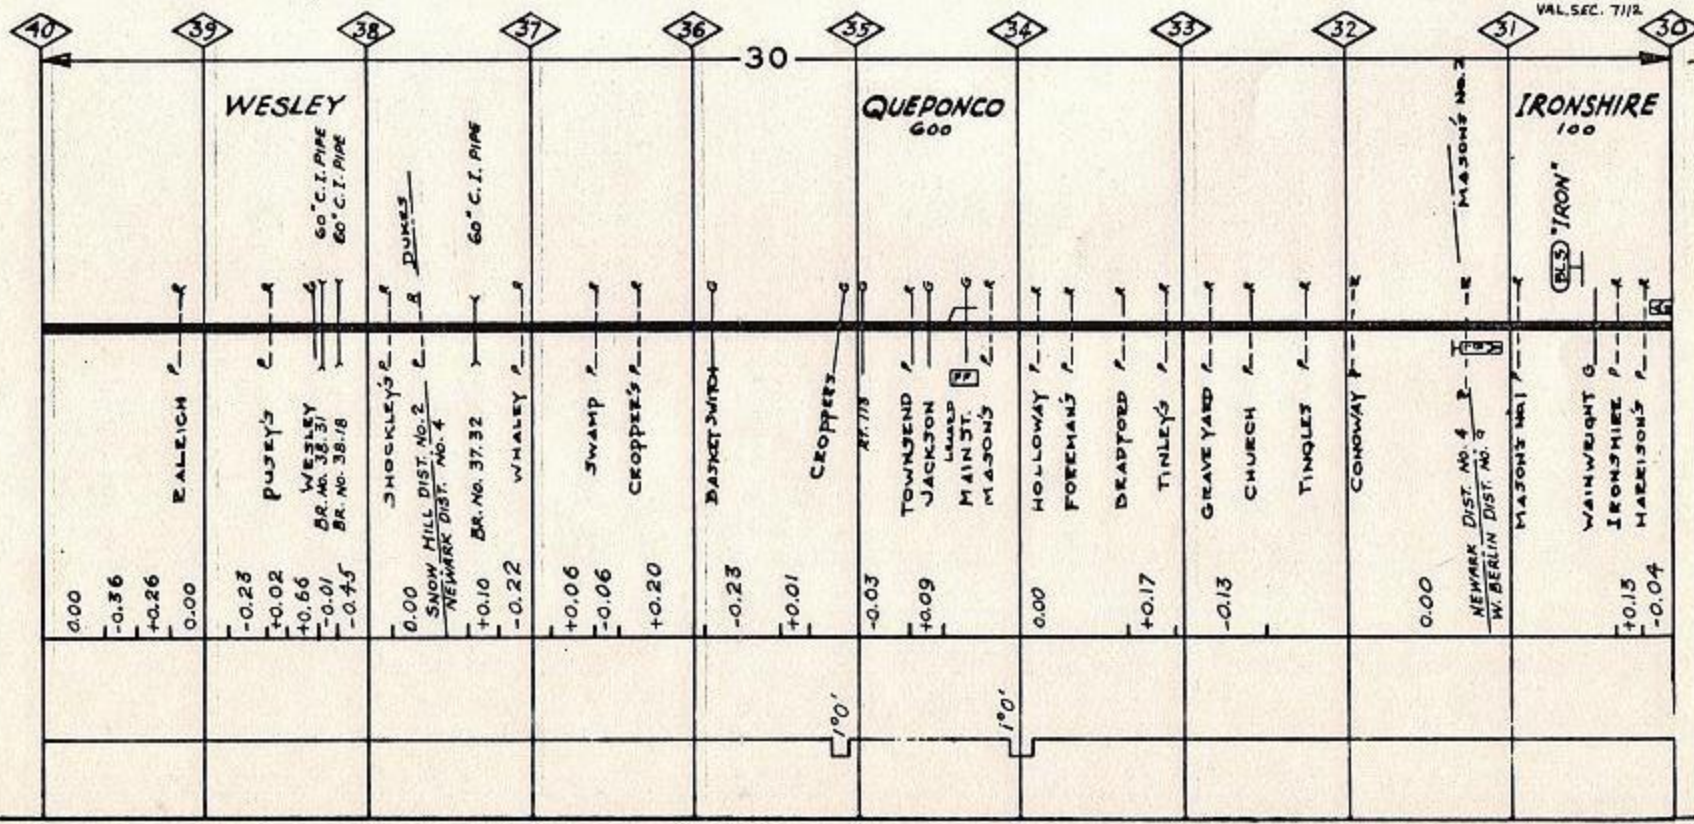 VAL. SEC. 7112
40 39 38 37 36 35 34 33 32 31 30
30
WESLEY
QUEPONCO
600
IRONSHIRE
100
60" C.I. PIPE
60" C.I. PIPE
DUKES
60" C.I. PIPE
MASON'S No. 2
BLS "IRON"
RALEIGH
PUSEY'S
WESLEY
BR. No. 38.31
BR. No. 38.18
SHOCKLEY'S
SNOW HILL DIST. No. 2
NEWARK DIST. No. 4
BR. No. 37.32
WHALEY
SWAMP
CROPPER'S
BASKET SWITCH
CROPPERS
RT. 113
TOWNSEND
JACKSON
MAIN ST.
MASON'S
HOLLOWAY
FOREMAN'S
BRADFORD
TINLEY'S
GRAVE YARD
CHURCH
TINGLES
CONOWAY
NEWARK DIST. No. 4
W. BERLIN DIST. No. 9
MASON'S No. 1
WAINWRIGHT
IRONSHIRE
HARRISON'S
0.00
-0.36
+0.26
0.00
-0.23
+0.02
+0.66
-0.01
-0.45
0.00
+0.10
-0.22
+0.06
-0.06
+0.20
-0.23
+0.01
-0.03
+0.09
0.00
+0.17
-0.13
0.00
+0.13
-0.04
1°0'
1°0'